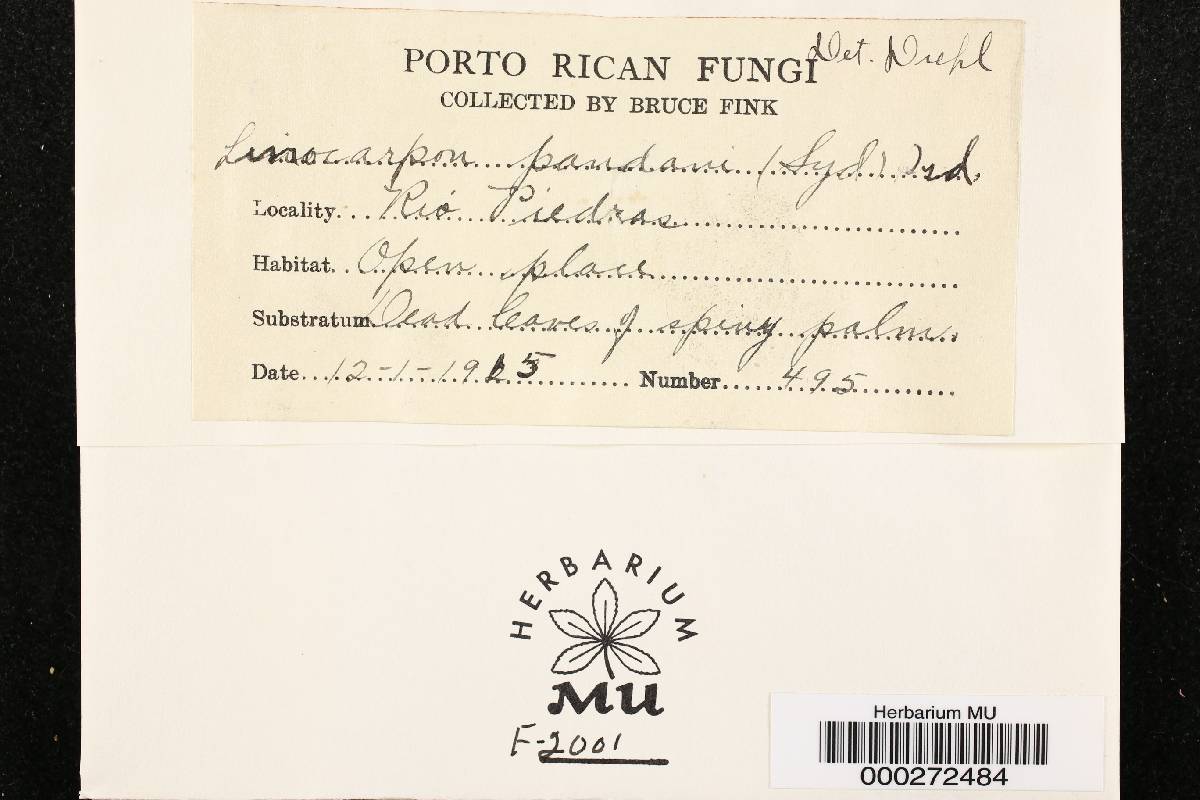 Det. Diehl
PORTO RICAN FUNGI
COLLECTED BY BRUCE FINK
Linocarpon pandani (Syd) Syd.
Locality... Rio Piedras
Habitat.. Open place
Substratum. Dead leaves of spiny palm.
Date... 12-1-1915 Number... 495
HERBARIUM
MU
F-2001
Herbarium MU
000272484